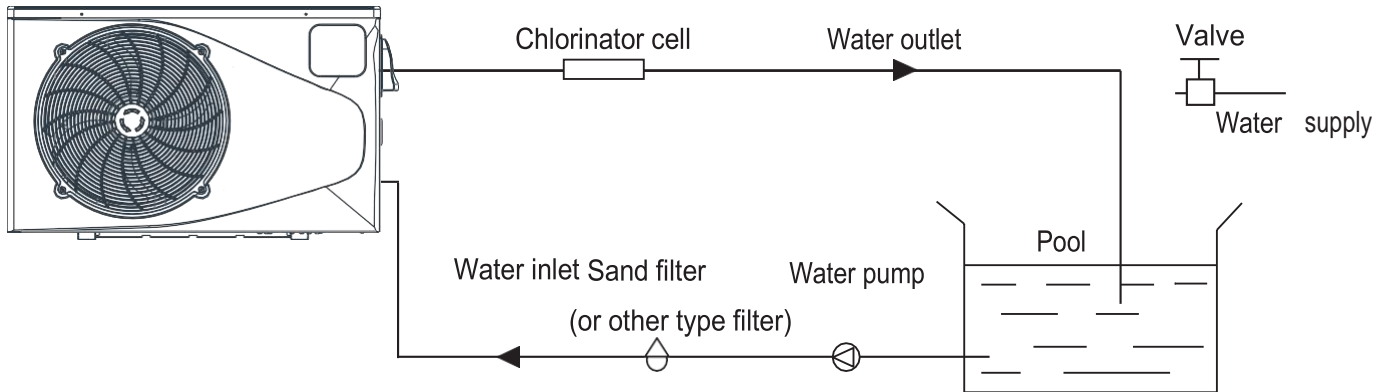 Chlorinator cell
Water outlet
Valve
Water supply
Pool
Water inlet
Sand filter
(or other type filter)
Water pump